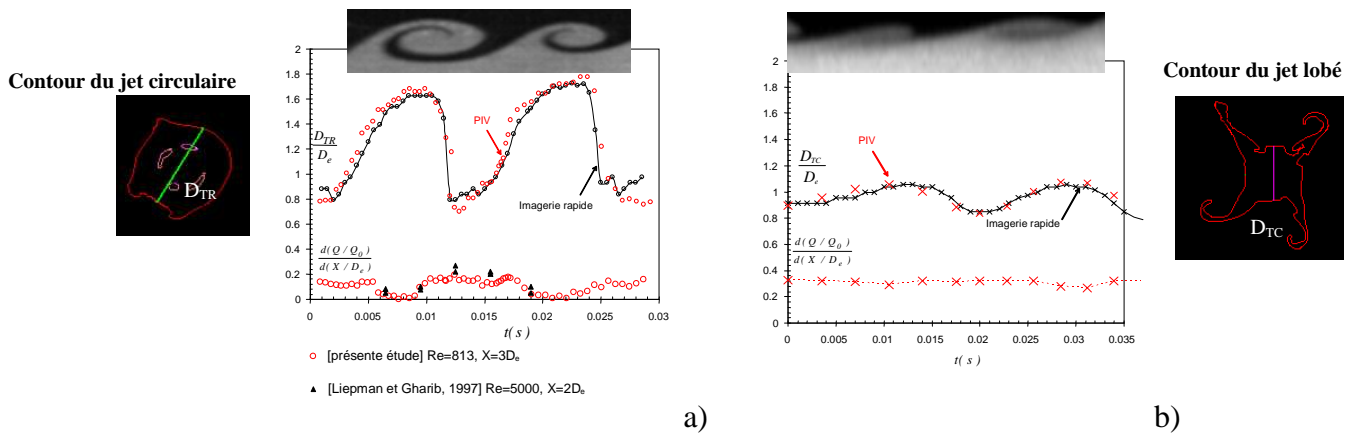 Contour du jet circulaire
D_TR
2
1.8
1.6
1.4
1.2
1
0.8
0.6
0.4
0.2
0
D_TR
D_e
PIV
Imagerie rapide
d(Q/Q_0)
d(X/D_e)
0 0.005 0.01 0.015 0.02 0.025 0.03
t(s)
[présente étude] Re=813, X=3D_e
[Liepman et Gharib, 1997] Re=5000, X=2D_e
a)
2
1.8
1.6
1.4
1.2
1
0.8
0.6
0.4
0.2
0
D_TC
D_e
PIV
Imagerie rapide
d(Q/Q_0)
d(X/D_e)
0 0.005 0.01 0.015 0.02 0.025 0.03 0.035
t(s)
b)
Contour du jet lobé
D_TC